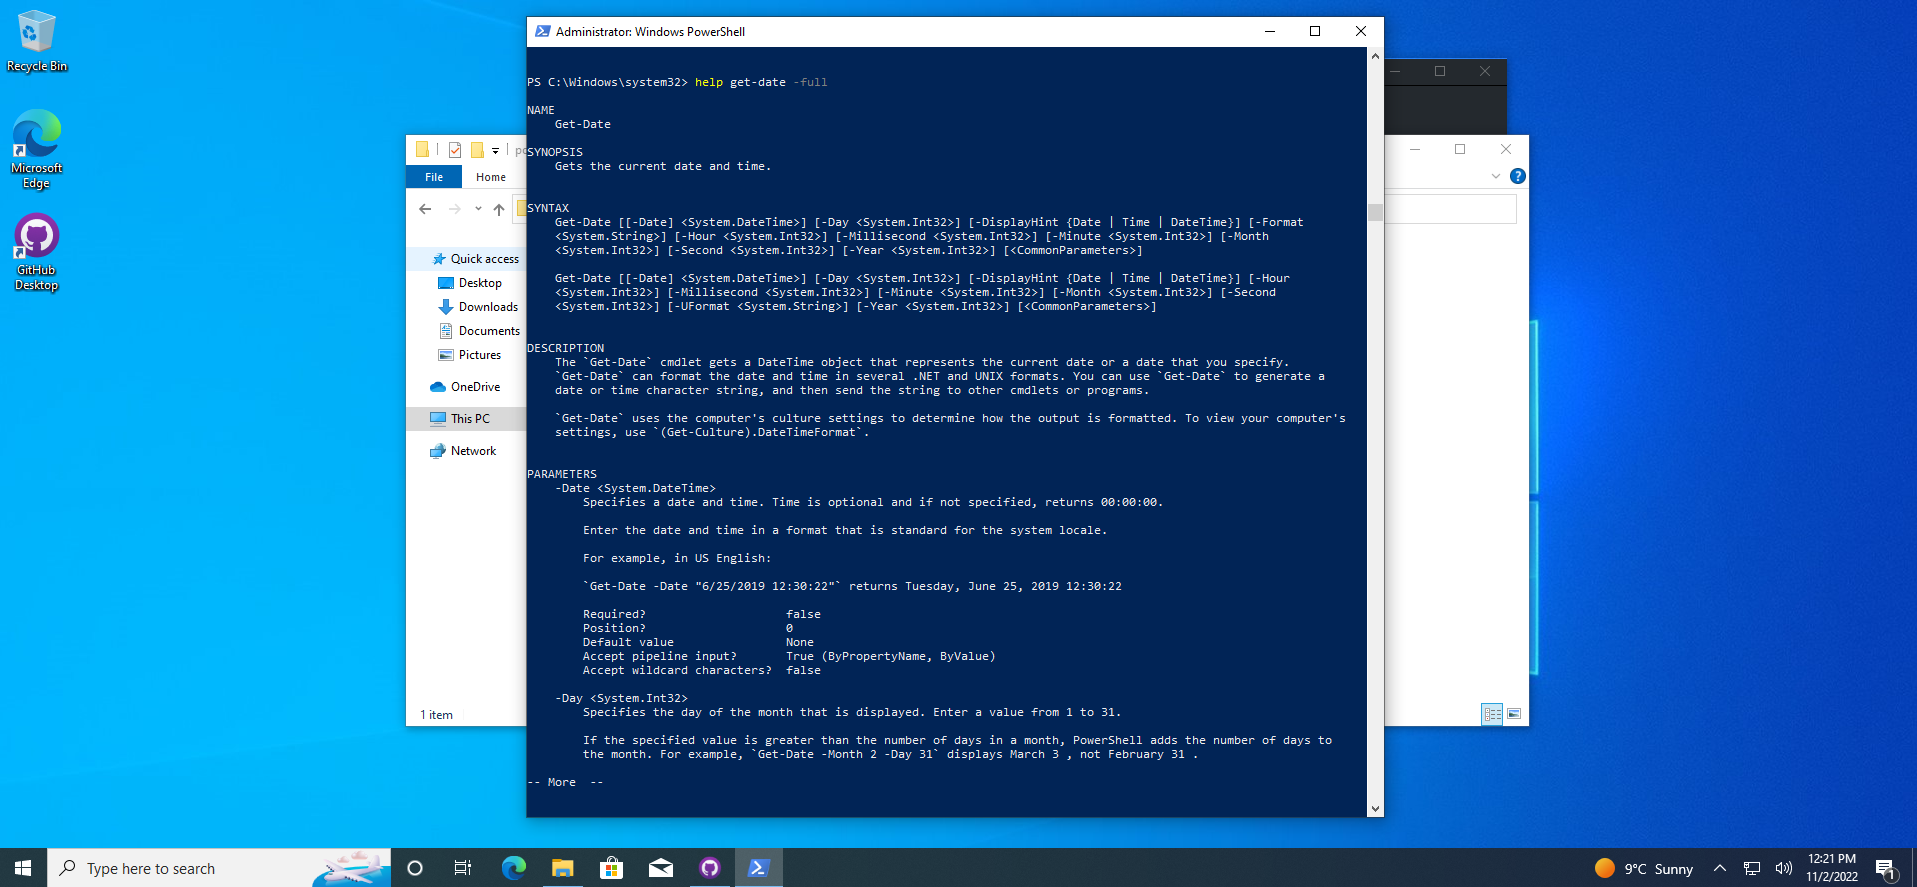 Recycle Bin
Microsoft
Edge
GitHub
Desktop
Administrator: Windows PowerShell
PS C:\Windows\system32> help get-date -full
NAME
Get-Date
SYNOPSIS
Gets the current date and time.
SYNTAX
Get-Date [[-Date] <System.DateTime>] [-Day <System.Int32>] [-DisplayHint {Date | Time | DateTime}] [-Format
<System.String>] [-Hour <System.Int32>] [-Millisecond <System.Int32>] [-Minute <System.Int32>] [-Month
<System.Int32>] [-Second <System.Int32>] [-Year <System.Int32>] [<CommonParameters>]
Get-Date [[-Date] <System.DateTime>] [-Day <System.Int32>] [-DisplayHint {Date | Time | DateTime}] [-Hour
<System.Int32>] [-Millisecond <System.Int32>] [-Minute <System.Int32>] [-Month <System.Int32>] [-Second
<System.Int32>] [-UFormat <System.String>] [-Year <System.Int32>] [<CommonParameters>]
DESCRIPTION
The `Get-Date` cmdlet gets a DateTime object that represents the current date or a date that you specify.
`Get-Date` can format the date and time in several .NET and UNIX formats. You can use `Get-Date` to generate a
date or time character string, and then send the string to other cmdlets or programs.
`Get-Date` uses the computer's culture settings to determine how the output is formatted. To view your computer's
settings, use `(Get-Culture).DateTimeFormat`.
PARAMETERS
-Date <System.DateTime>
Specifies a date and time. Time is optional and if not specified, returns 00:00:00.
Enter the date and time in a format that is standard for the system locale.
For example, in US English:
`Get-Date -Date "6/25/2019 12:30:22"` returns Tuesday, June 25, 2019 12:30:22
Required? false
Position? 0
Default value None
Accept pipeline input? True (ByPropertyName, ByValue)
Accept wildcard characters? false
-Day <System.Int32>
Specifies the day of the month that is displayed. Enter a value from 1 to 31.
If the specified value is greater than the number of days in a month, PowerShell adds the number of days to
the month. For example, `Get-Date -Month 2 -Day 31` displays March 3 , not February 31 .
-- More --
File Home
Quick access
Desktop
Downloads
Documents
Pictures
OneDrive
This PC
Network
1 item
Type here to search
9°C Sunny
12:21 PM
11/2/2022
1